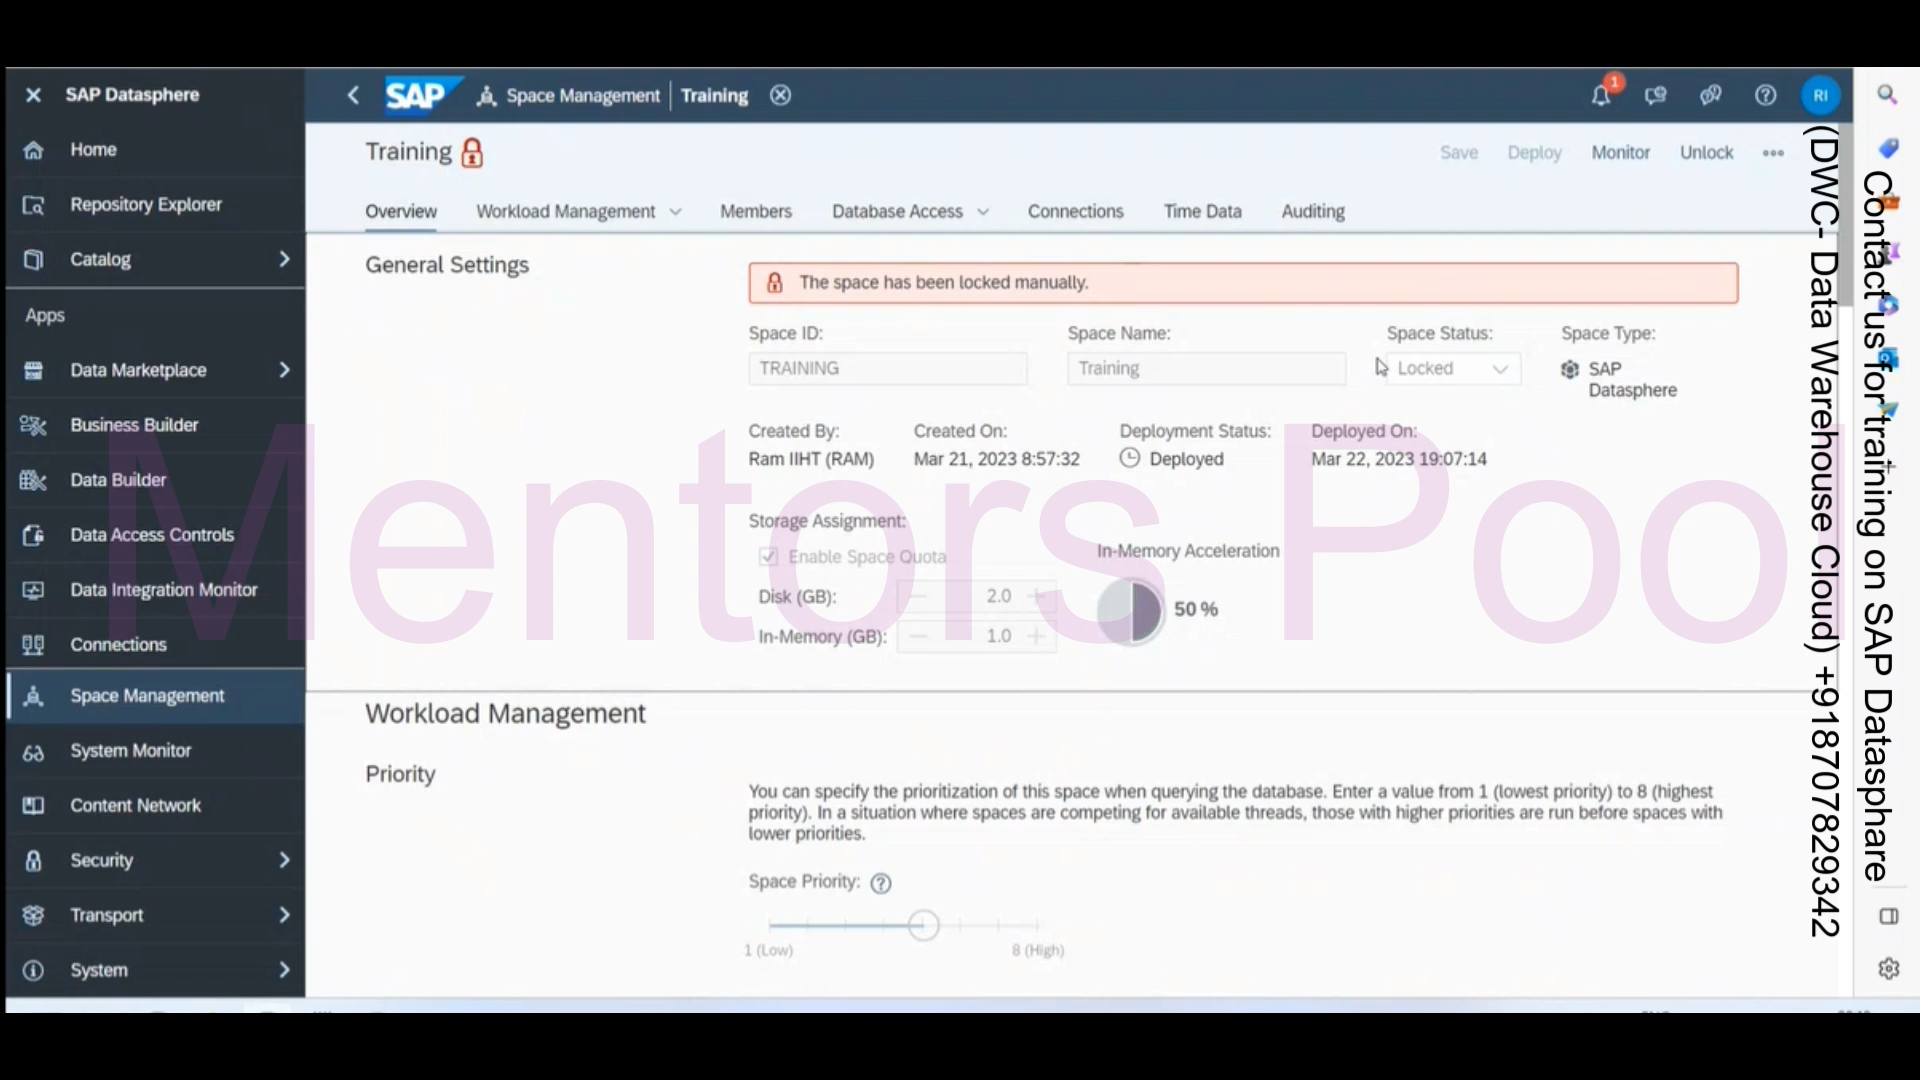 SAP Datasphere
Home
Repository Explorer
Catalog
Apps
Data Marketplace
Business Builder
Data Builder
Data Access Controls
Data Integration Monitor
Connections
Space Management
System Monitor
Content Network
Security
Transport
System
SAP
Space Management
Training
1
RI
Training
Save
Deploy
Monitor
Unlock
Overview
Workload Management
Members
Database Access
Connections
Time Data
Auditing
General Settings
The space has been locked manually.
Space ID:
Space Name:
Space Status:
Space Type:
TRAINING
Training
Locked
SAP
Datasphere
Created By:
Created On:
Deployment Status:
Deployed On:
Ram IIHT (RAM)
Mar 21, 2023 8:57:32
Deployed
Mar 22, 2023 19:07:14
Storage Assignment:
Enable Space Quota
In-Memory Acceleration
Disk (GB):
2.0
50 %
In-Memory (GB):
1.0
Workload Management
Priority
You can specify the prioritization of this space when querying the database. Enter a value from 1 (lowest priority) to 8 (highest
priority). In a situation where spaces are competing for available threads, those with higher priorities are run before spaces with
lower priorities.
Space Priority:
1 (Low)
8 (High)
Mentors Pool
Contact us for training on SAP Datasphare
(DWC- Data Warehouse Cloud) +918707829342